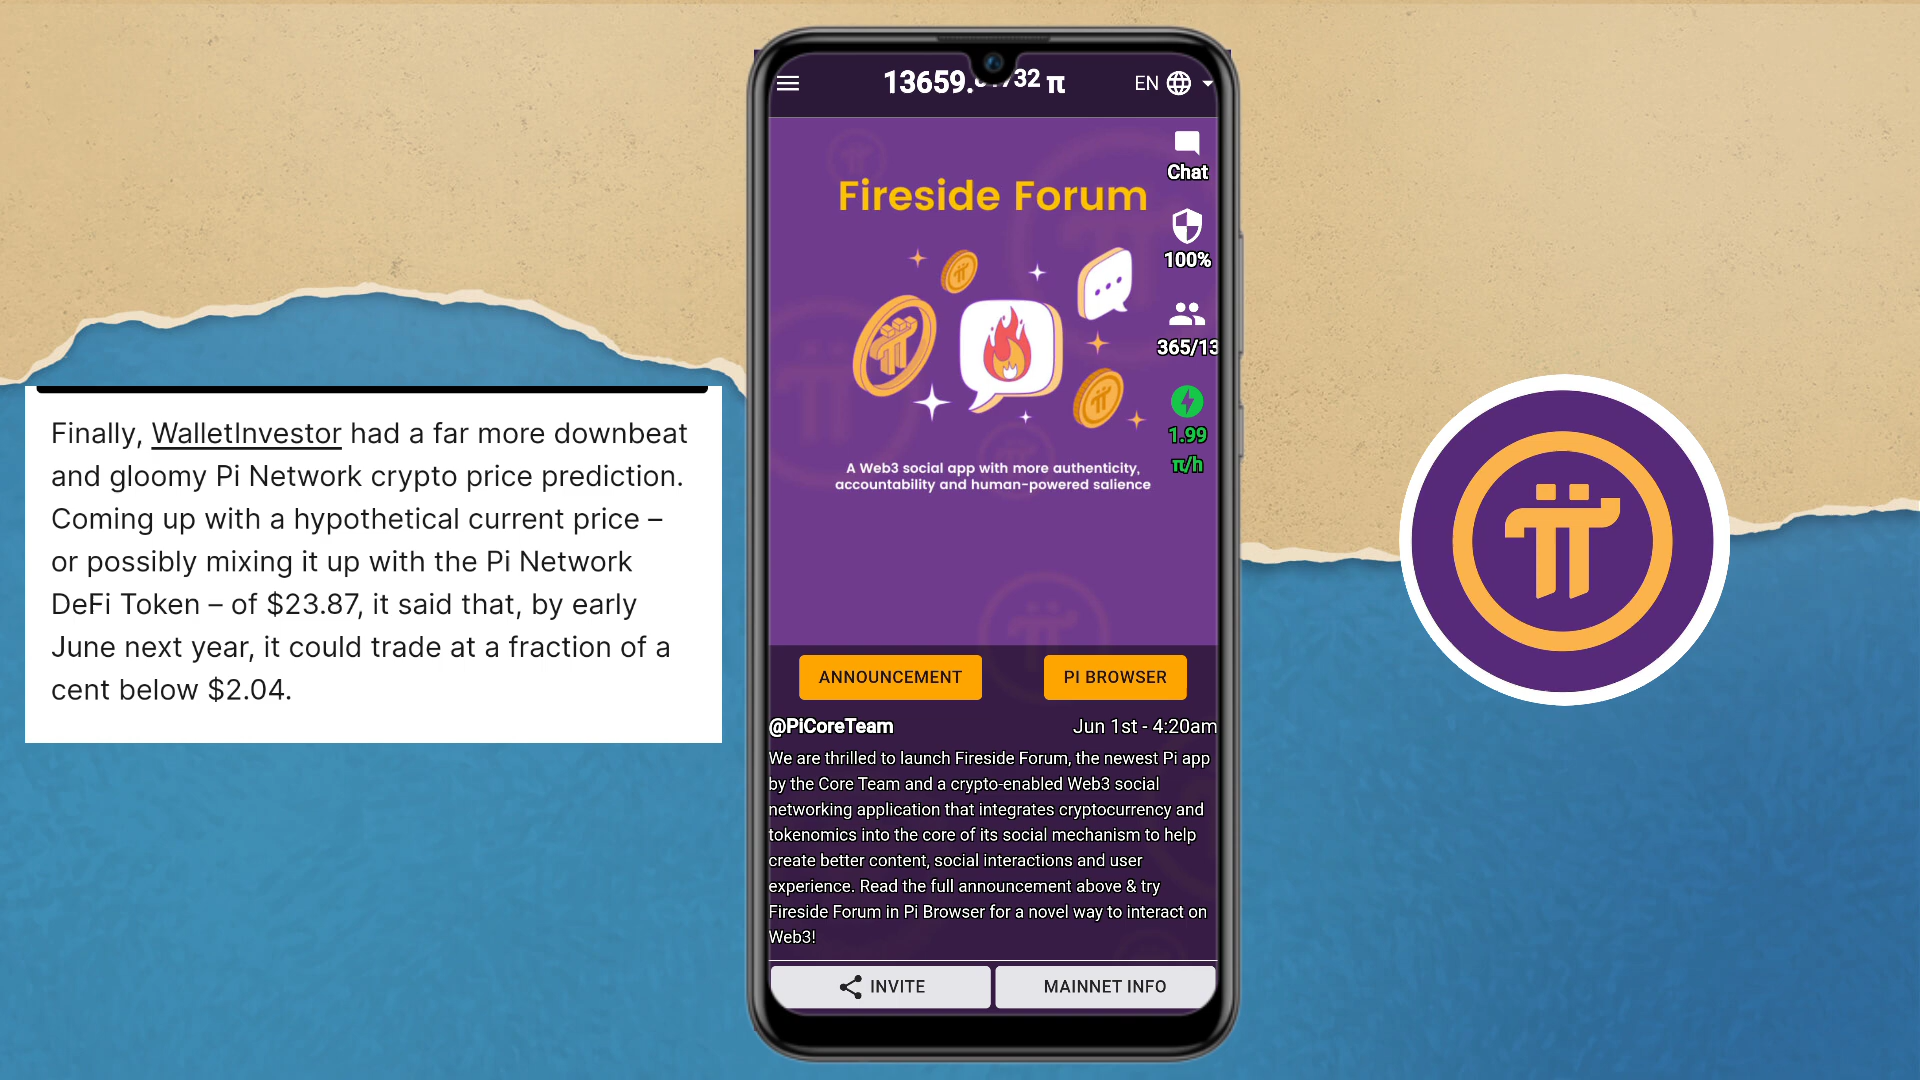 Finally, WalletInvestor had a far more downbeat
and gloomy Pi Network crypto price prediction.
Coming up with a hypothetical current price –
or possibly mixing it up with the Pi Network
DeFi Token – of $23.87, it said that, by early
June next year, it could trade at a fraction of a
cent below $2.04.
13659. 32 π
EN
Chat
Fireside Forum
100%
365/13
1.99
π/h
A Web3 social app with more authenticity,
accountability and human-powered salience
ANNOUNCEMENT
PI BROWSER
@PiCoreTeam
Jun 1st - 4:20am
We are thrilled to launch Fireside Forum, the newest Pi app
by the Core Team and a crypto-enabled Web3 social
networking application that integrates cryptocurrency and
tokenomics into the core of its social mechanism to help
create better content, social interactions and user
experience. Read the full announcement above & try
Fireside Forum in Pi Browser for a novel way to interact on
Web3!
INVITE
MAINNET INFO